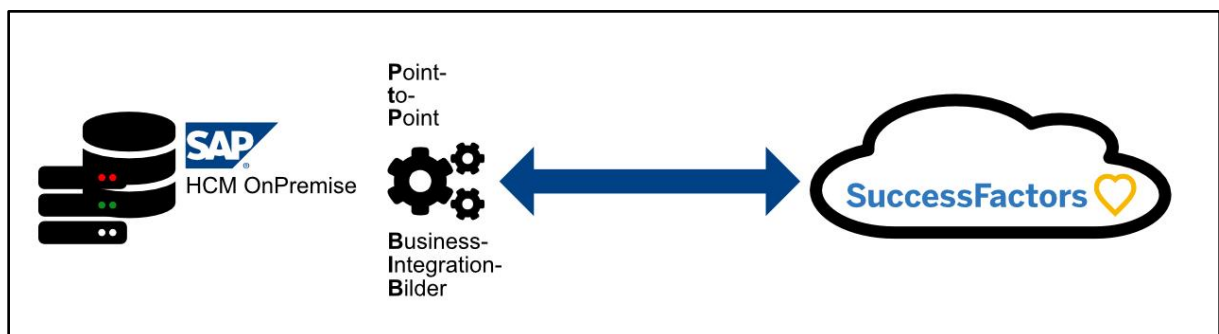 SAP
®
HCM OnPremise
Point-
to-
Point
Business-
Integration-
Bilder
SuccessFactors